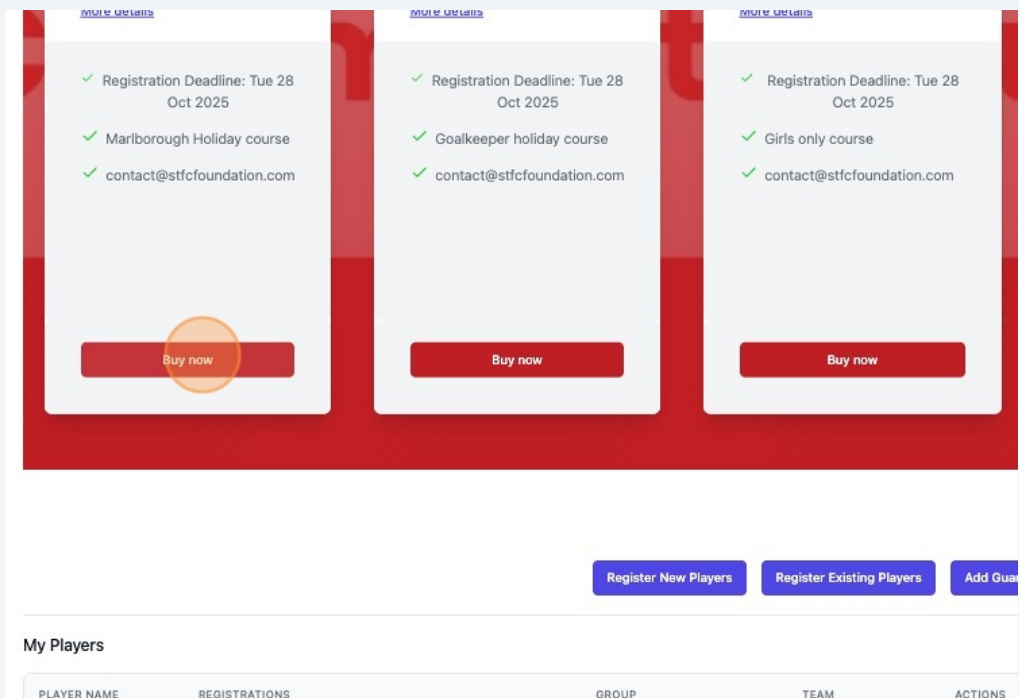 More details
More details
More details
Registration Deadline: Tue 28
Oct 2025
Marlborough Holiday course
contact@stfcfoundation.com
Buy now
Registration Deadline: Tue 28
Oct 2025
Goalkeeper holiday course
contact@stfcfoundation.com
Buy now
Registration Deadline: Tue 28
Oct 2025
Girls only course
contact@stfcfoundation.com
Buy now
Register New Players
Register Existing Players
Add Guar
My Players
PLAYER NAME
REGISTRATIONS
GROUP
TEAM
ACTIONS